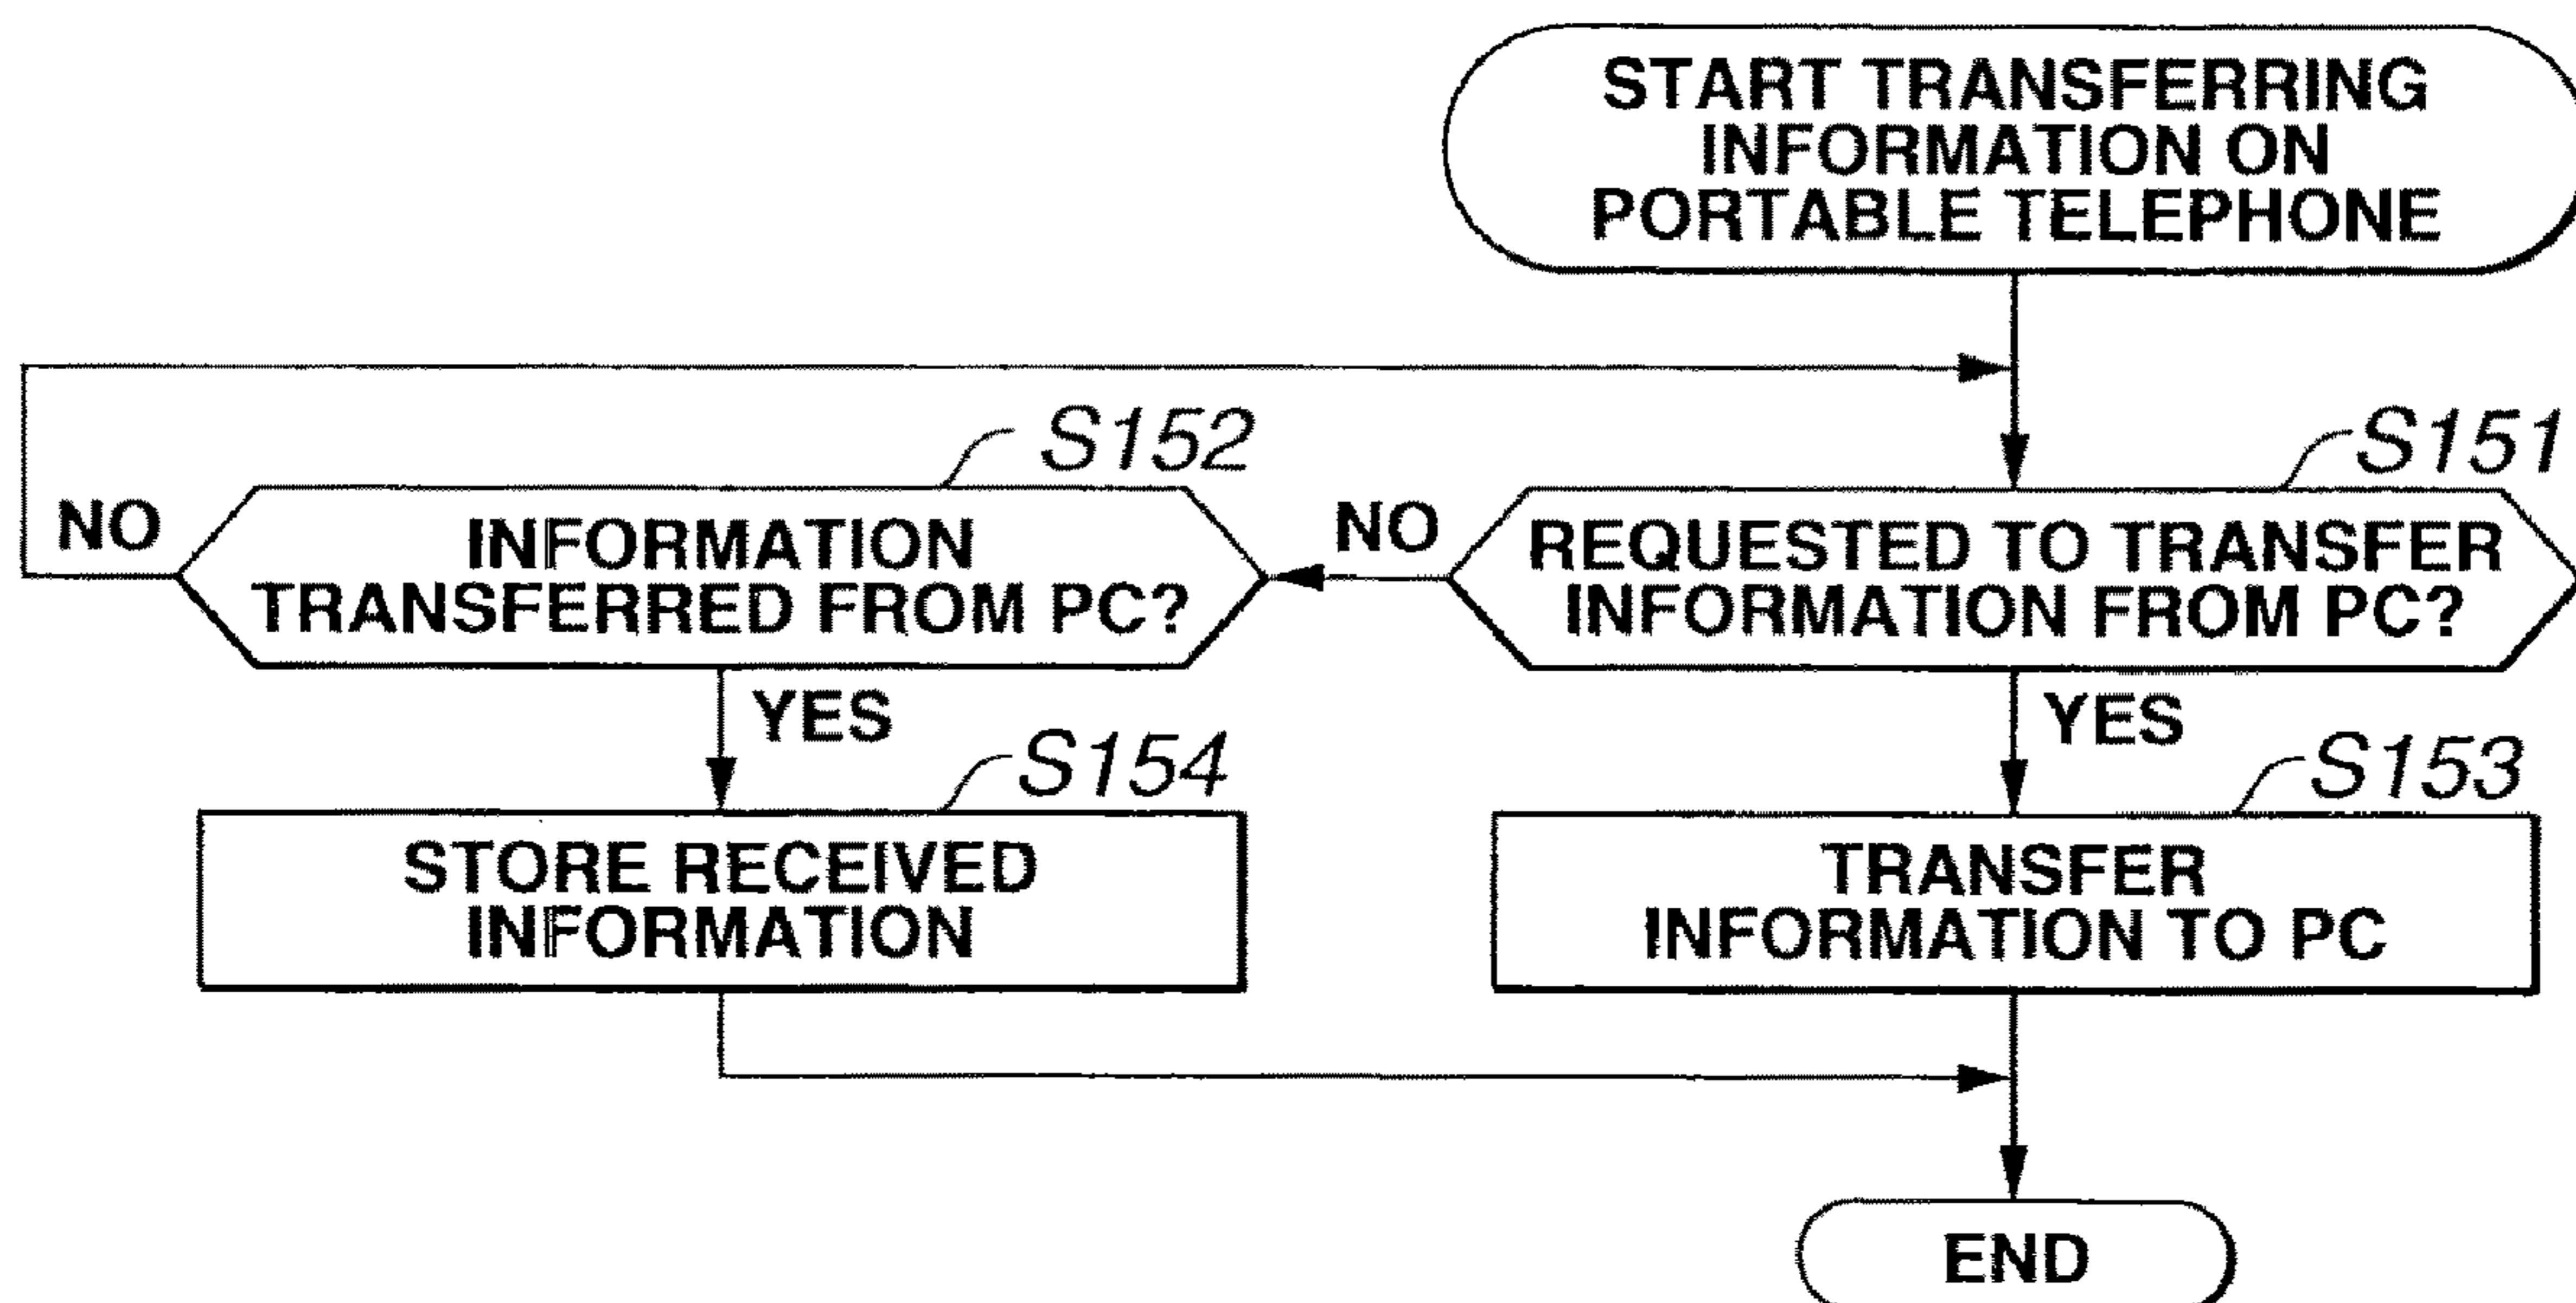 START TRANSFERRING
INFORMATION ON
PORTABLE TELEPHONE
S152
S151
NO
INFORMATION
TRANSFERRED FROM PC?
NO
REQUESTED TO TRANSFER
INFORMATION FROM PC?
YES
YES
S154
S153
STORE RECEIVED
INFORMATION
TRANSFER
INFORMATION TO PC
END